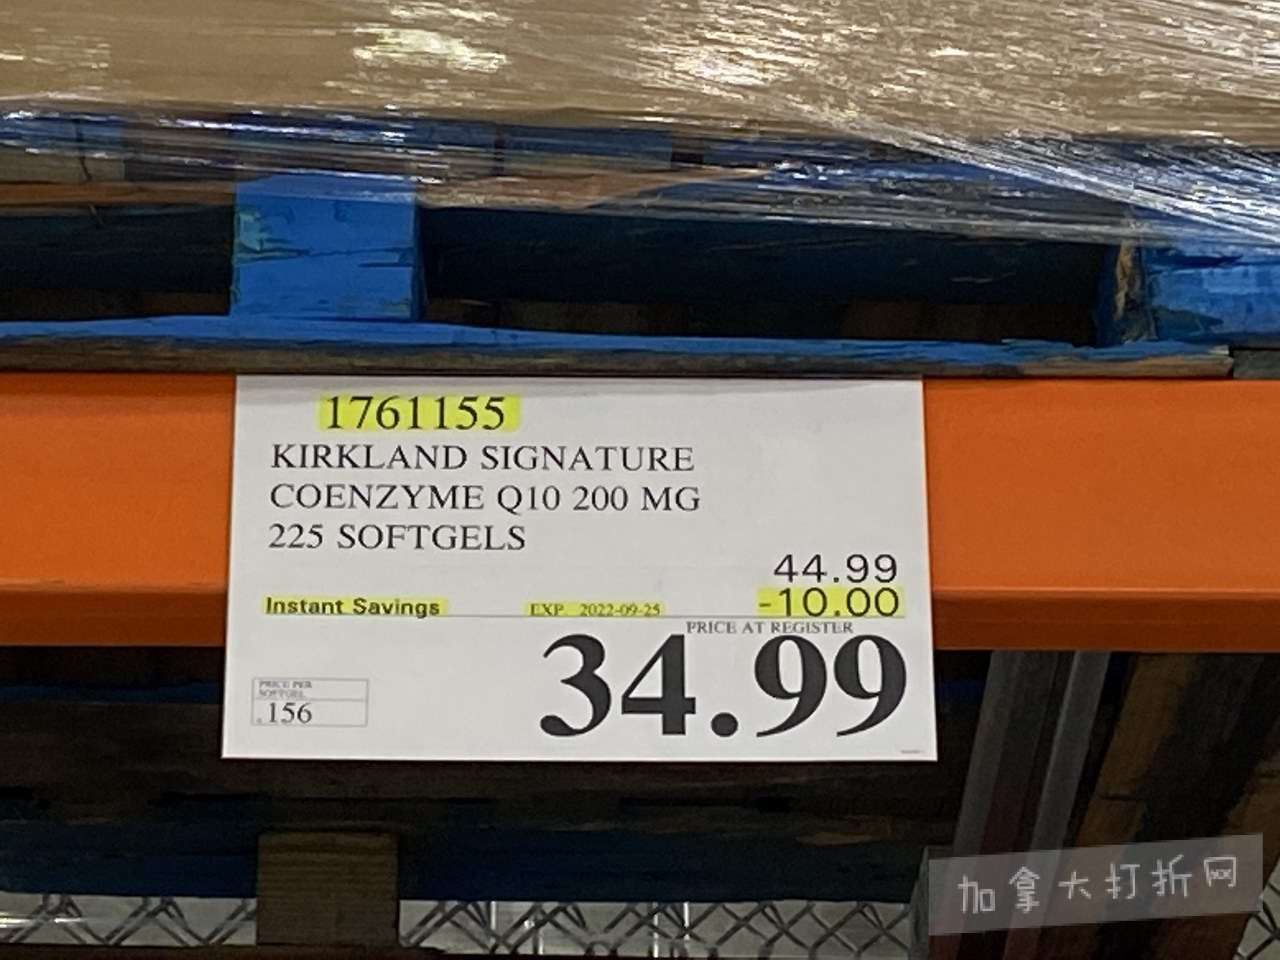 1761155
KIRKLAND SIGNATURE
COENZYME Q10 200 MG
225 SOFTGELS
44.99
Instant Savings EXP. 2022-09-25 -10.00
PRICE AT REGISTER
34.99
PRICE PER
SOFTGEL
.156
加拿大打折网